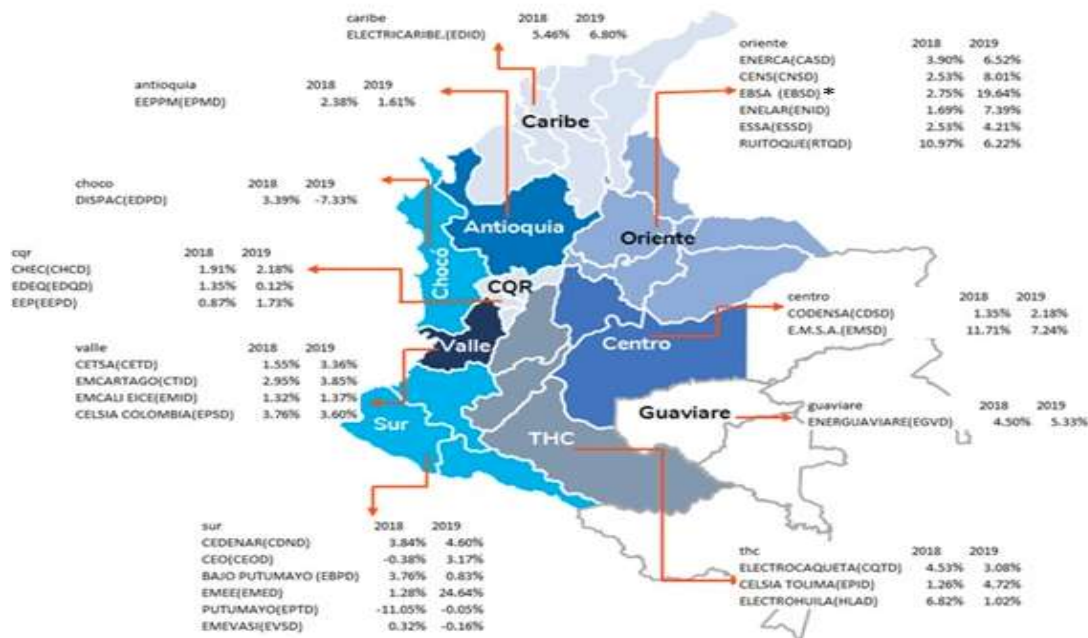 caribe 2018 2019
ELECTRICARIBE.(EDID) 5.46% 6.80%
oriente 2018 2019
ENERCA(CASD) 3.90% 6.52%
CENS(CNSD) 2.53% 8.01%
EBSA (EBSD)* 2.75% 19.64%
ENELAR(ENID) 1.69% 7.39%
ESSA(ESSD) 2.53% 4.21%
RUITOQUE(RTQD) 10.97% 6.22%
antioquia 2018 2019
EEPPM(EPMD) 2.38% 1.61%
Caribe
choco 2018 2019
DISPAC(EDPD) 3.39% -7.33%
Antioquia
Oriente
Chocó
cqr 2018 2019
CHEC(CHCD) 1.91% 2.18%
EDEQ(EDQD) 1.35% 0.12%
EEP(EEPD) 0.87% 1.73%
CQR
centro 2018 2019
CODENSA(CDSD) 1.35% 2.18%
E.M.S.A.(EMSD) 11.71% 7.24%
Valle
Centro
valle 2018 2019
CETSA(CETD) 1.55% 3.36%
EMCARTAGO(CTID) 2.95% 3.85%
EMCALI EICE(EMID) 1.32% 1.37%
CELSIA COLOMBIA(EPSD) 3.76% 3.60%
Guaviare
guaviare 2018 2019
ENERGUAVIARE(EGVD) 4.50% 5.33%
Sur
THC
sur 2018 2019
CEDENAR(CDND) 3.84% 4.60%
CEO(CEOD) -0.38% 3.17%
BAJO PUTUMAYO (EBPD) 3.76% 0.83%
EMEE(EMED) 1.28% 24.64%
PUTUMAYO(EPTD) -11.05% -0.05%
EMEVASI(EVSD) 0.32% -0.16%
thc 2018 2019
ELECTROCAQUETA(CQTD) 4.53% 3.08%
CELSIA TOLIMA(EPID) 1.26% 4.72%
ELECTROHUILA(HLAD) 6.82% 1.02%